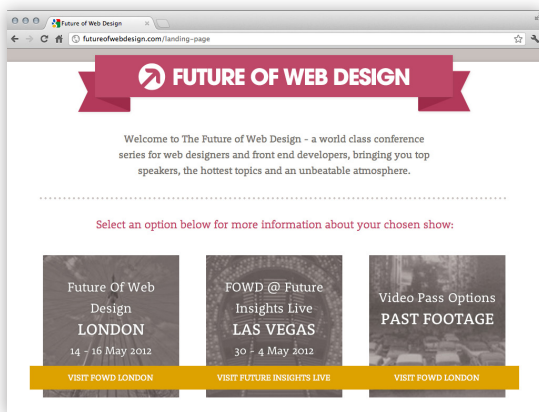 Future of Web Design
futureofwebdesign.com/landing-page
FUTURE OF WEB DESIGN
Welcome to The Future of Web Design - a world class conference
series for web designers and front end developers, bringing you top
speakers, the hottest topics and an unbeatable atmosphere.
Select an option below for more information about your chosen show:
Future Of Web
Design
LONDON
14 - 16 May 2012
VISIT FOWD LONDON
FOWD @ Future
Insights Live
LAS VEGAS
30 - 4 May 2012
VISIT FUTURE INSIGHTS LIVE
Video Pass Options
PAST FOOTAGE
VISIT FOWD LONDON